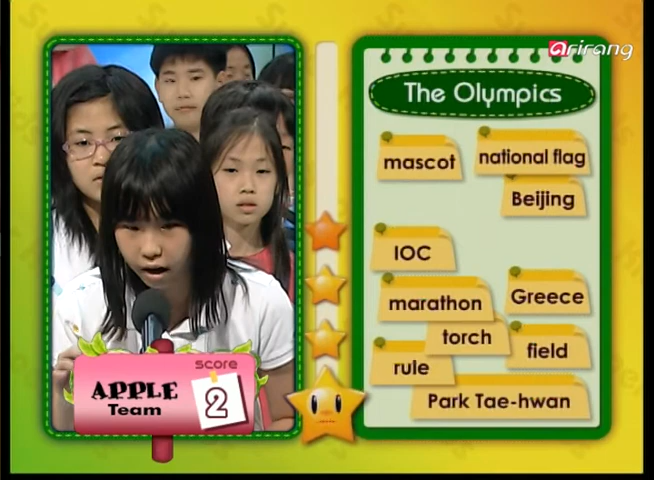 arirang
The Olympics
mascot
national flag
Beijing
IOC
marathon
Greece
torch
field
rule
Park Tae-hwan
score
APPLE
Team
2